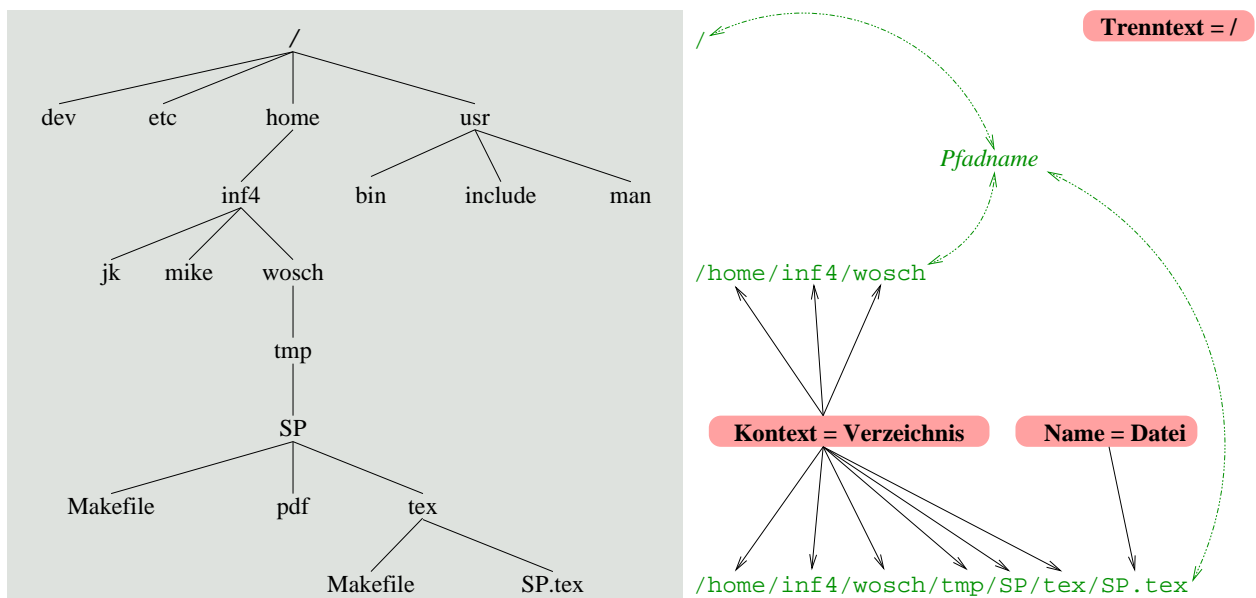 /
dev etc home usr
inf4 bin include man
jk mike wosch
tmp
SP
Makefile pdf tex
Makefile SP.tex
Trenntext = /
/
Pfadname
/home/inf4/wosch
Kontext = Verzeichnis Name = Datei
/home/inf4/wosch/tmp/SP/tex/SP.tex